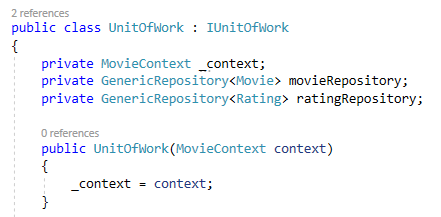 2 references
public class UnitOfWork : IUnitOfWork
{
private MovieContext _context;
private GenericRepository<Movie> movieRepository;
private GenericRepository<Rating> ratingRepository;
0 references
public UnitOfWork(MovieContext context)
{
_context = context;
}